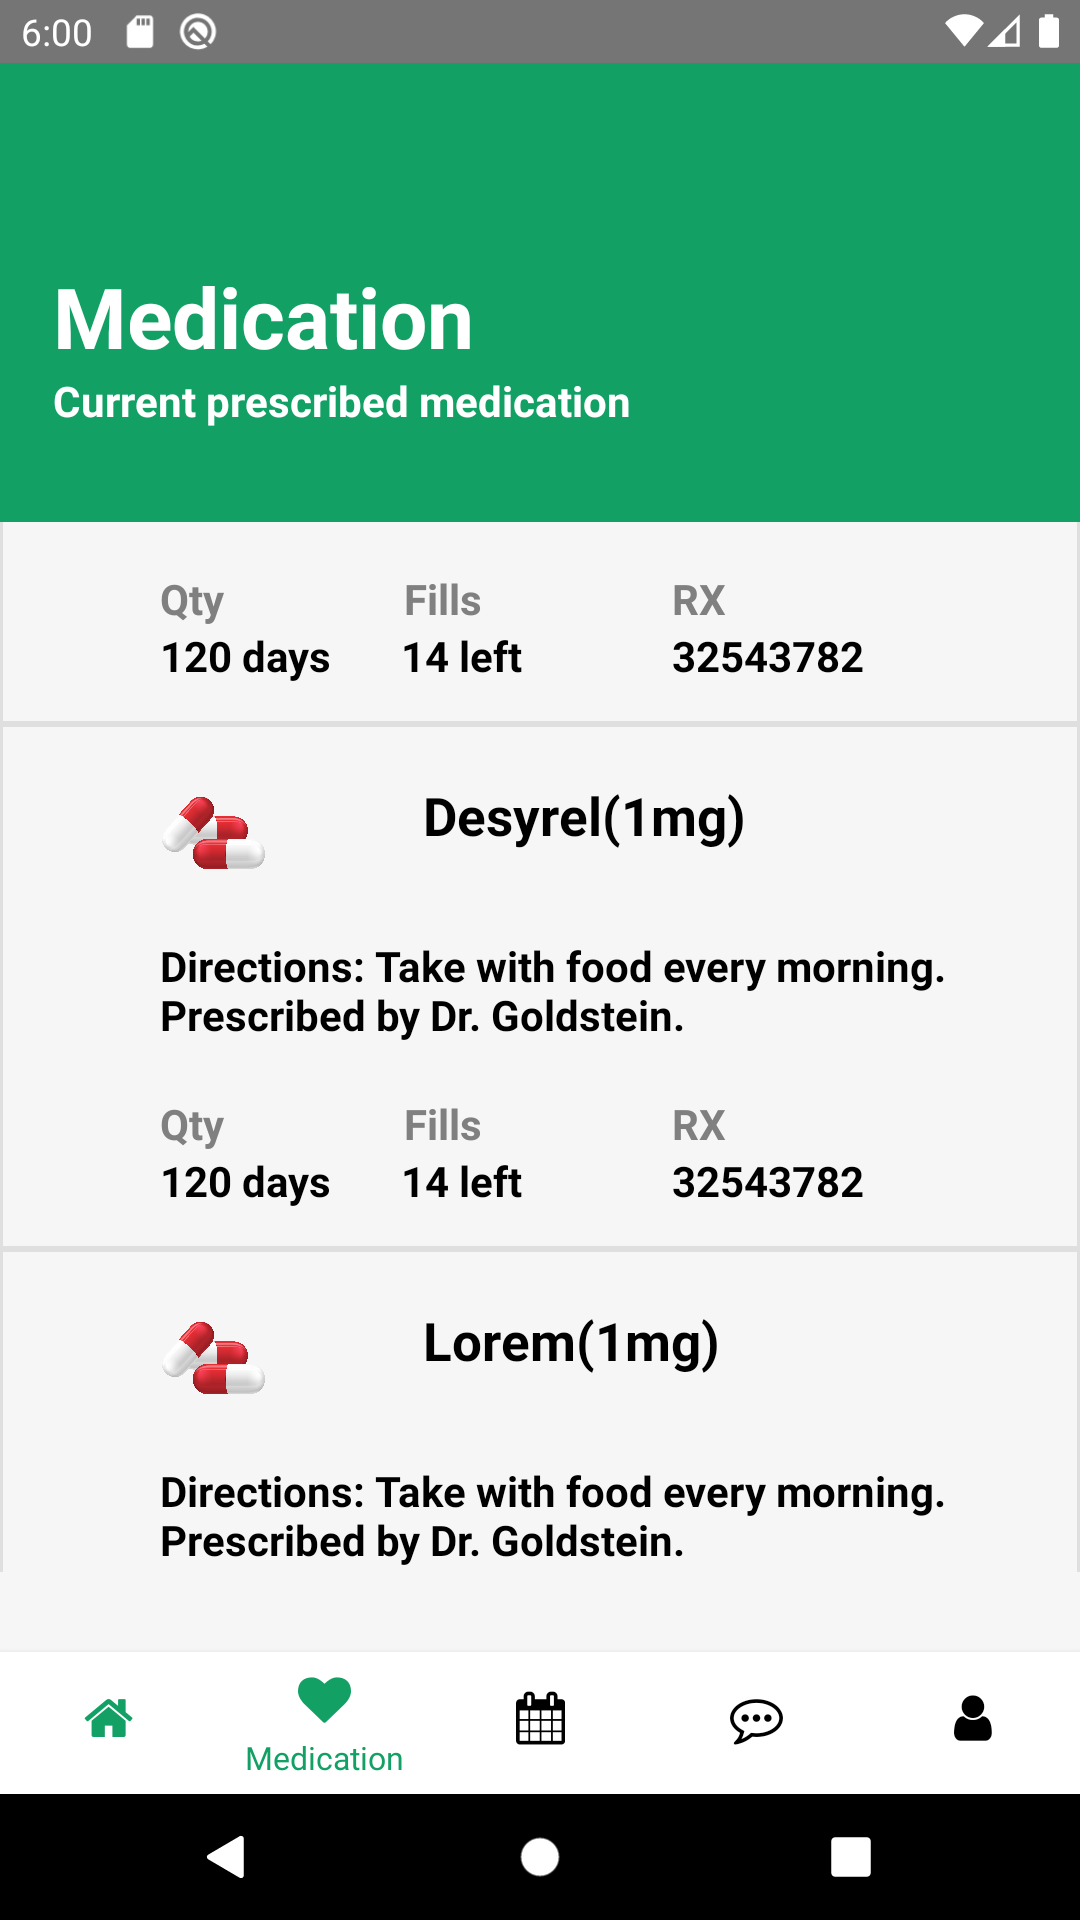 6:00
Medication
Current prescribed medication
Qty Fills RX
120 days 14 left 32543782
Desyrel(1mg)
Directions: Take with food every morning.
Prescribed by Dr. Goldstein.
Qty Fills RX
120 days 14 left 32543782
Lorem(1mg)
Directions: Take with food every morning.
Prescribed by Dr. Goldstein.
Medication